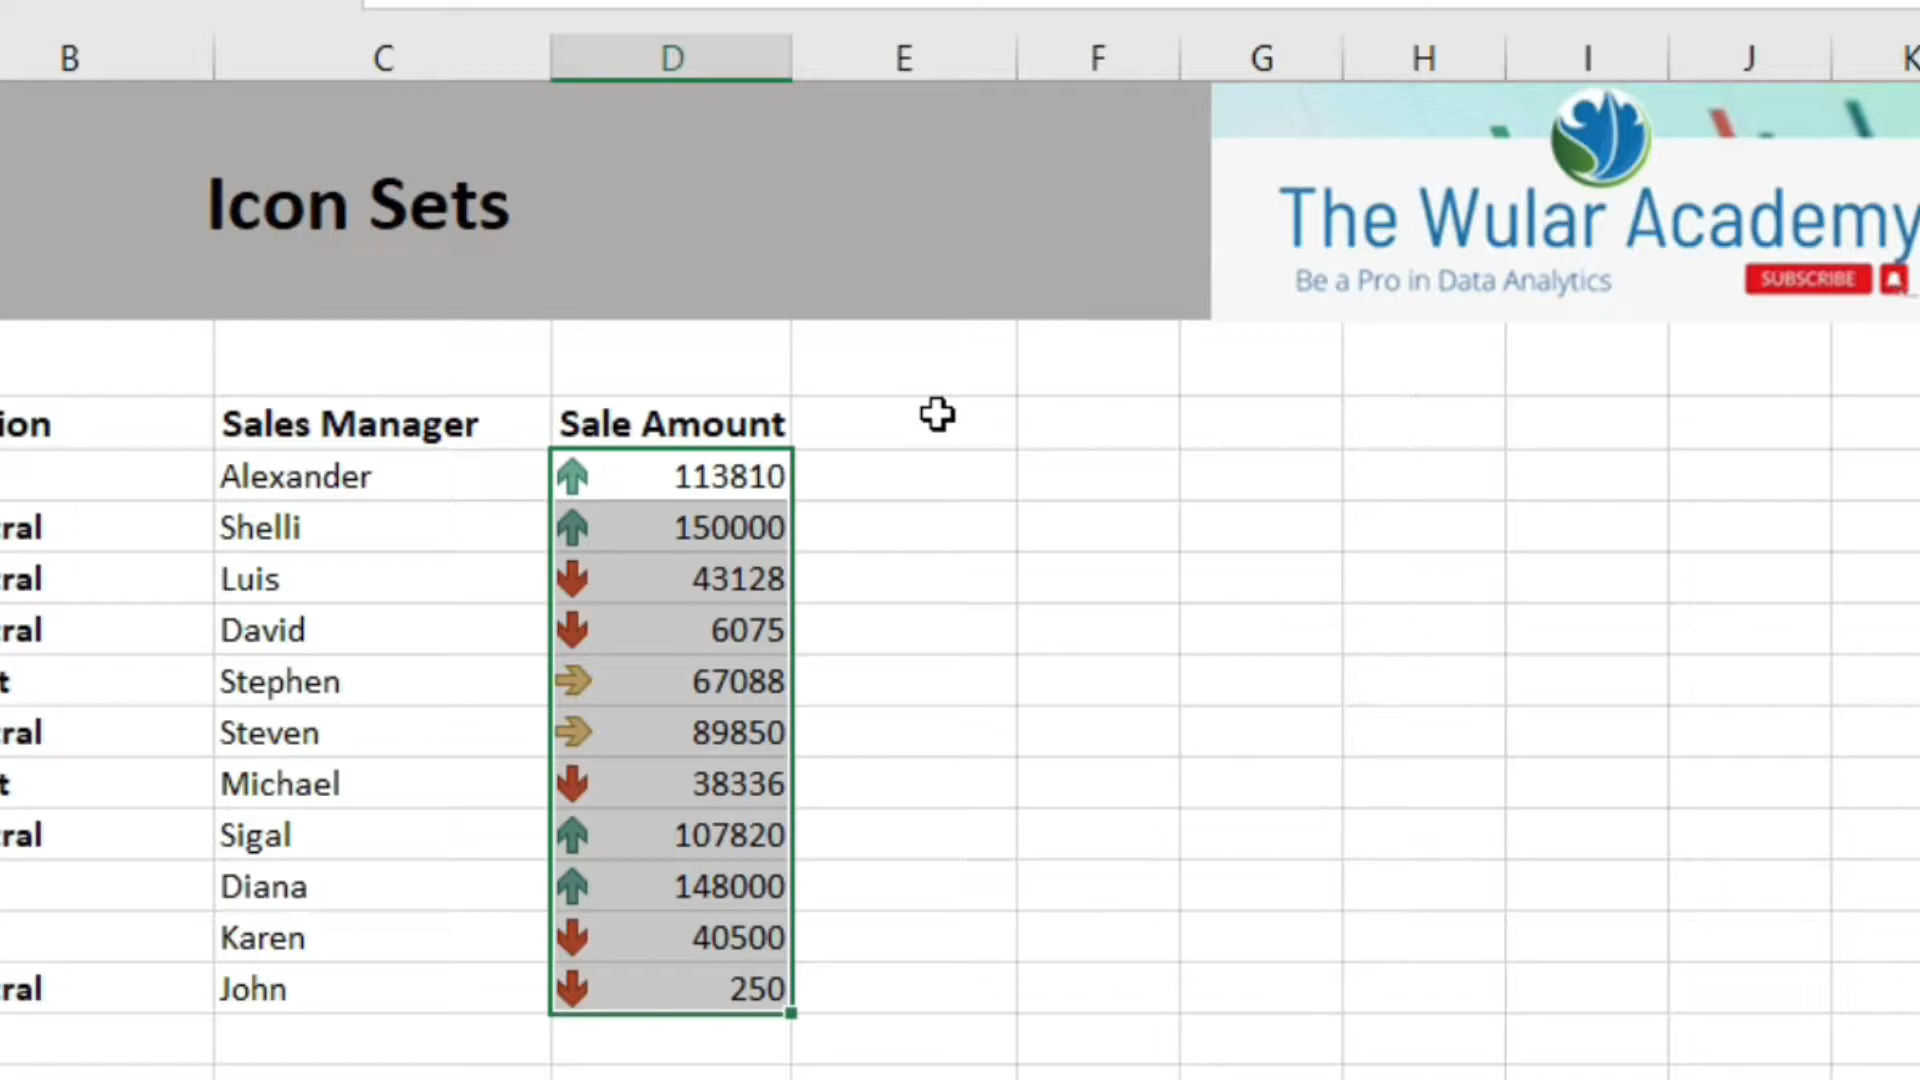 B C D E F G H I J K
Icon Sets
The Wular Academy
Be a Pro in Data Analytics
SUBSCRIBE
ion Sales Manager Sale Amount
Alexander 113810
ral Shelli 150000
ral Luis 43128
ral David 6075
t Stephen 67088
ral Steven 89850
t Michael 38336
ral Sigal 107820
Diana 148000
Karen 40500
ral John 250